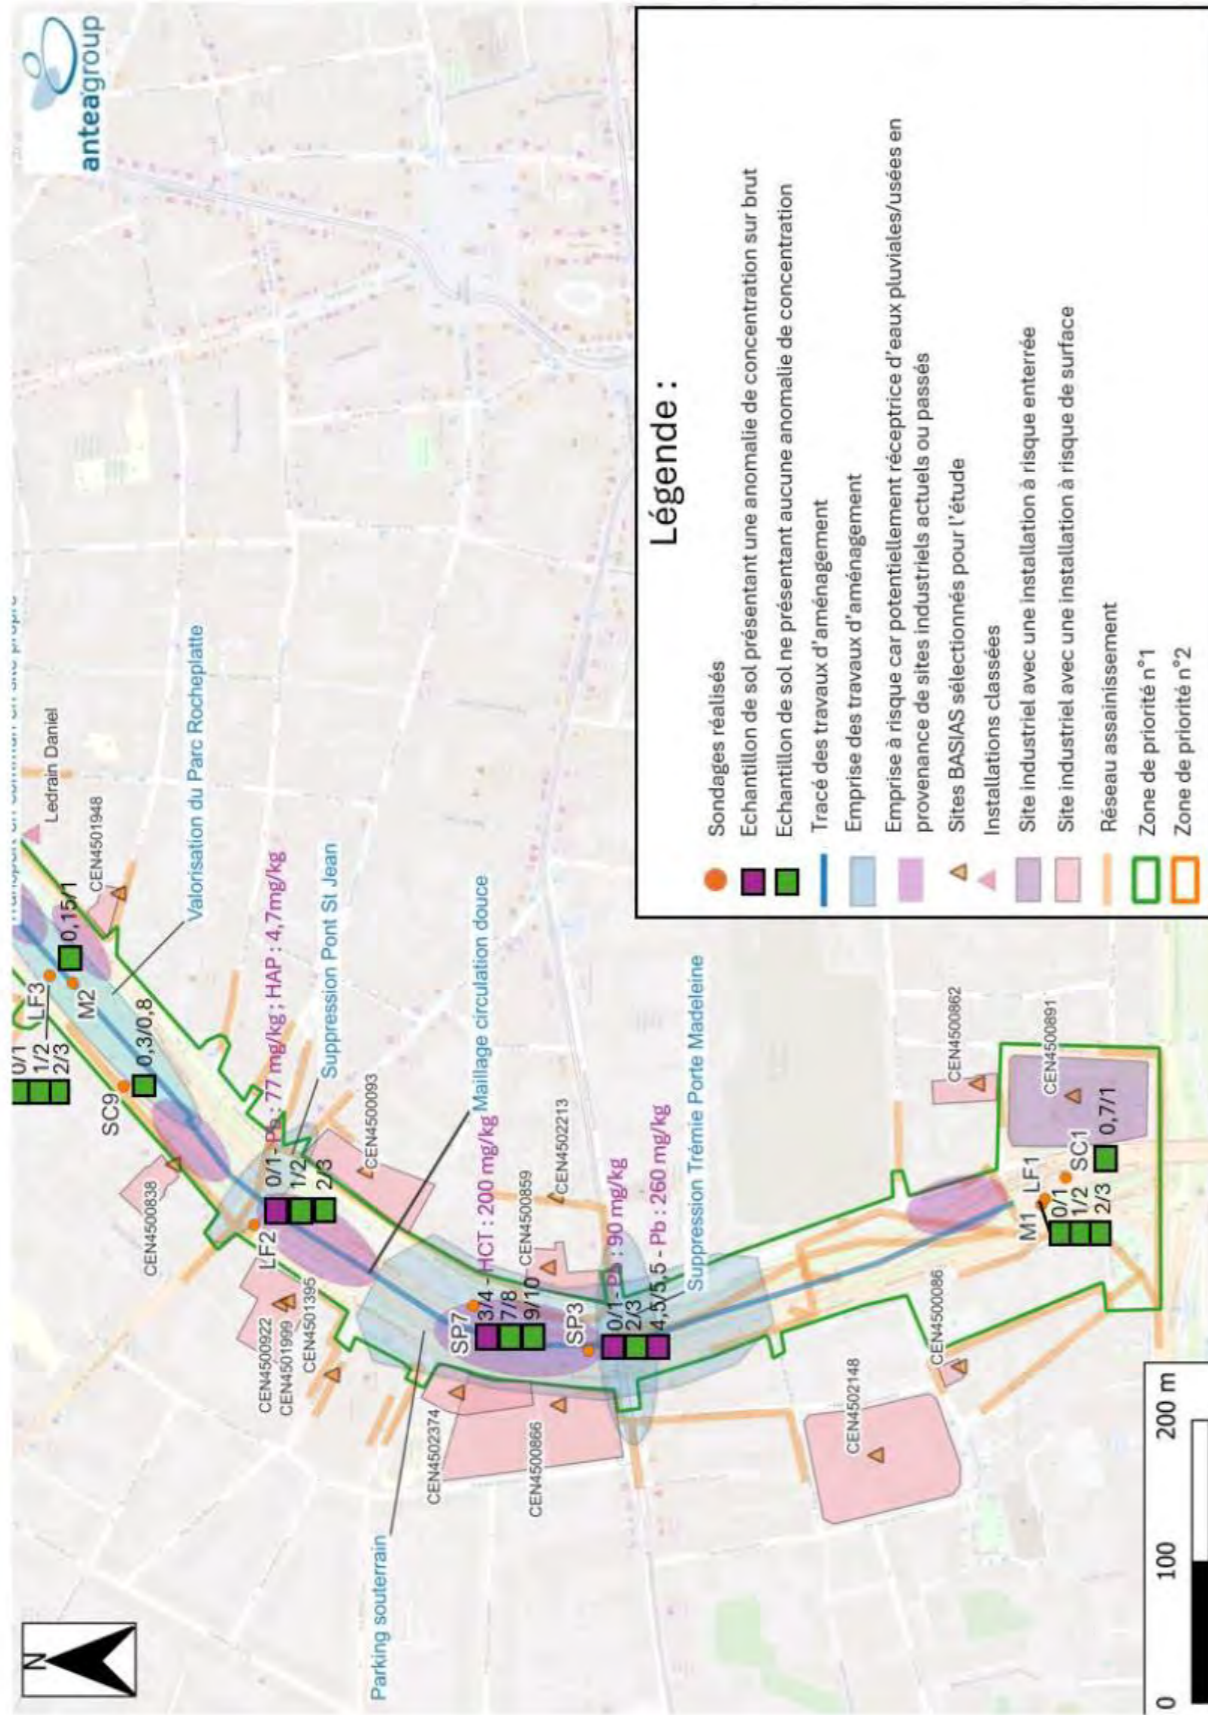 N
anteagroup
Ledrain Daniel
CEN4501948
Valorisation du Parc Rocheplatte
LF3
M2
0/1
1/2
2/3
0,15/1
SC9
0,3/0,8
CEN4500838
LF2
0/1 - Pb : 77 mg/kg ; HAP : 4,7mg/kg
1/2
2/3
Suppression Pont St Jean
Maillage circulation douce
CEN4500093
CEN4500922
CEN4501999
CEN4501395
Parking souterrain
SP7
3/4 - HCT : 200 mg/kg
7/8
9/10
CEN4500859
CEN4502213
CEN4502374
CEN4500866
SP3
0/1 - Pb : 90 mg/kg
2/3
4,5/5,5 - Pb : 260 mg/kg
Suppression Trémie Porte Madeleine
CEN4502148
CEN4500086
CEN4500862
CEN4500891
M1
LF1
0/1
1/2
2/3
SC1
0,7/1
0 100 200 m
Légende :
Sondages réalisés
Echantillon de sol présentant une anomalie de concentration sur brut
Echantillon de sol ne présentant aucune anomalie de concentration
Tracé des travaux d'aménagement
Emprise des travaux d'aménagement
Emprise à risque car potentiellement réceptrice d'eaux pluviales/usées en
provenance de sites industriels actuels ou passés
Sites BASIAS sélectionnés pour l'étude
Installations classées
Site industriel avec une installation à risque enterrée
Site industriel avec une installation à risque de surface
Réseau assainissement
Zone de priorité n°1
Zone de priorité n°2